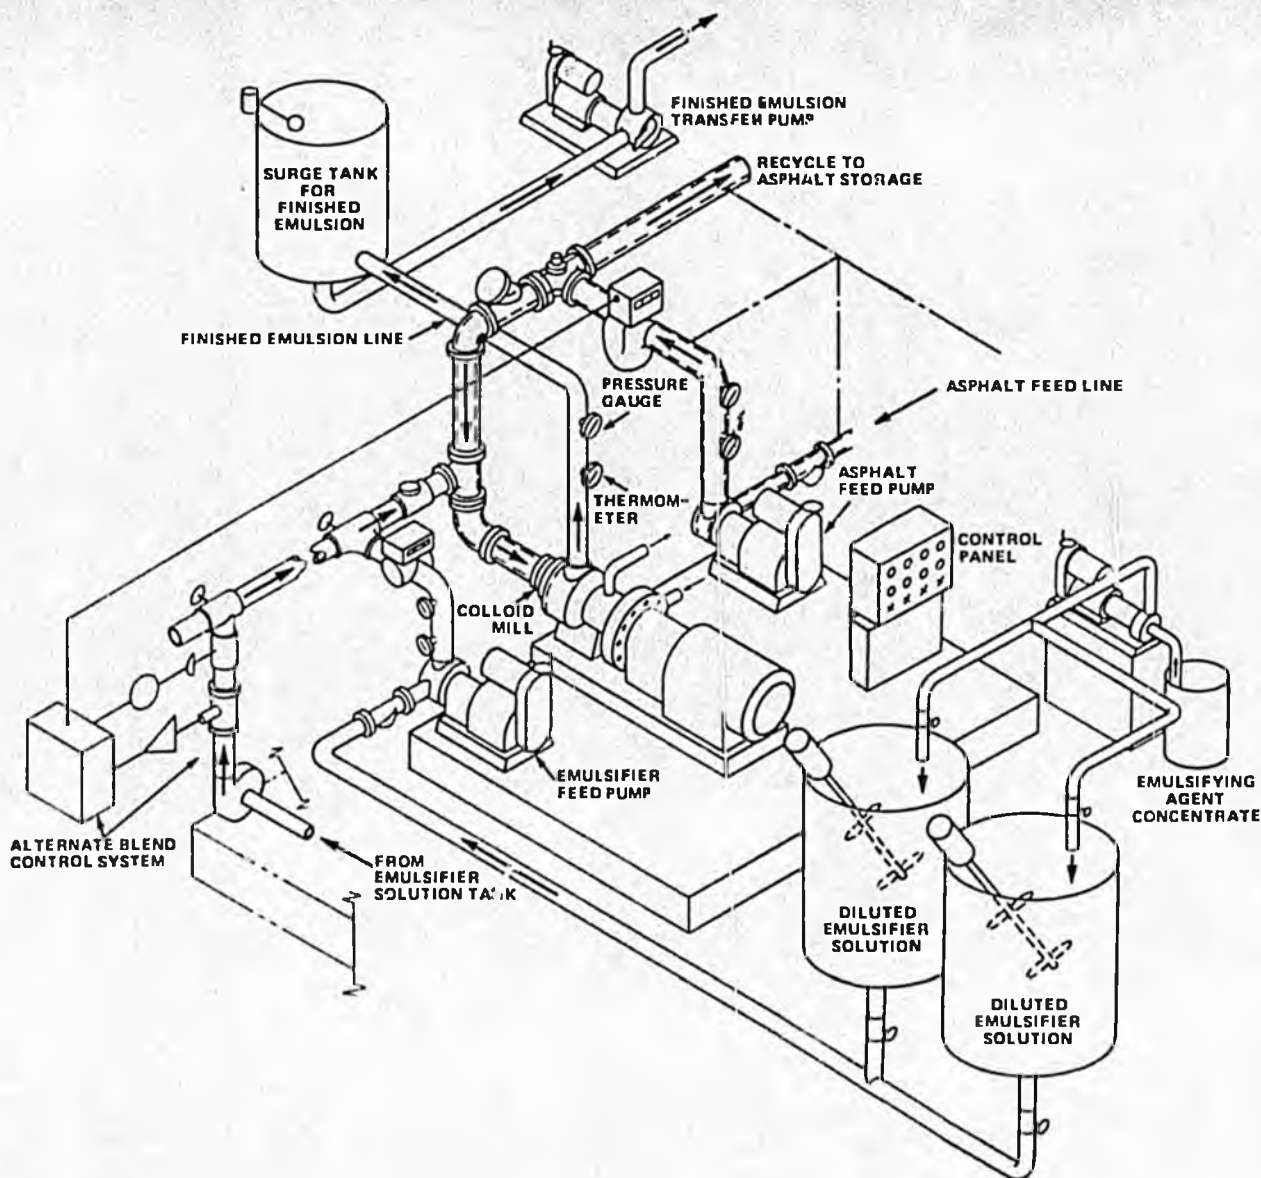 FINISHED EMULSION
TRANSFER PUMP
RECYCLE TO
ASPHALT STORAGE
SURGE TANK
FOR
FINISHED
EMULSION
FINISHED EMULSION LINE
PRESSURE
GAUGE
ASPHALT FEED LINE
ASPHALT
FEED PUMP
THERMOM-
ETER
CONTROL
PANEL
COLLOID
MILL
EMULSIFIER
FEED PUMP
EMULSIFYING
AGENT
CONCENTRATE
ALTERNATE BLEND
CONTROL SYSTEM
FROM
EMULSIFIER
SOLUTION TANK
DILUTED
EMULSIFIER
SOLUTION
DILUTED
EMULSIFIER
SOLUTION